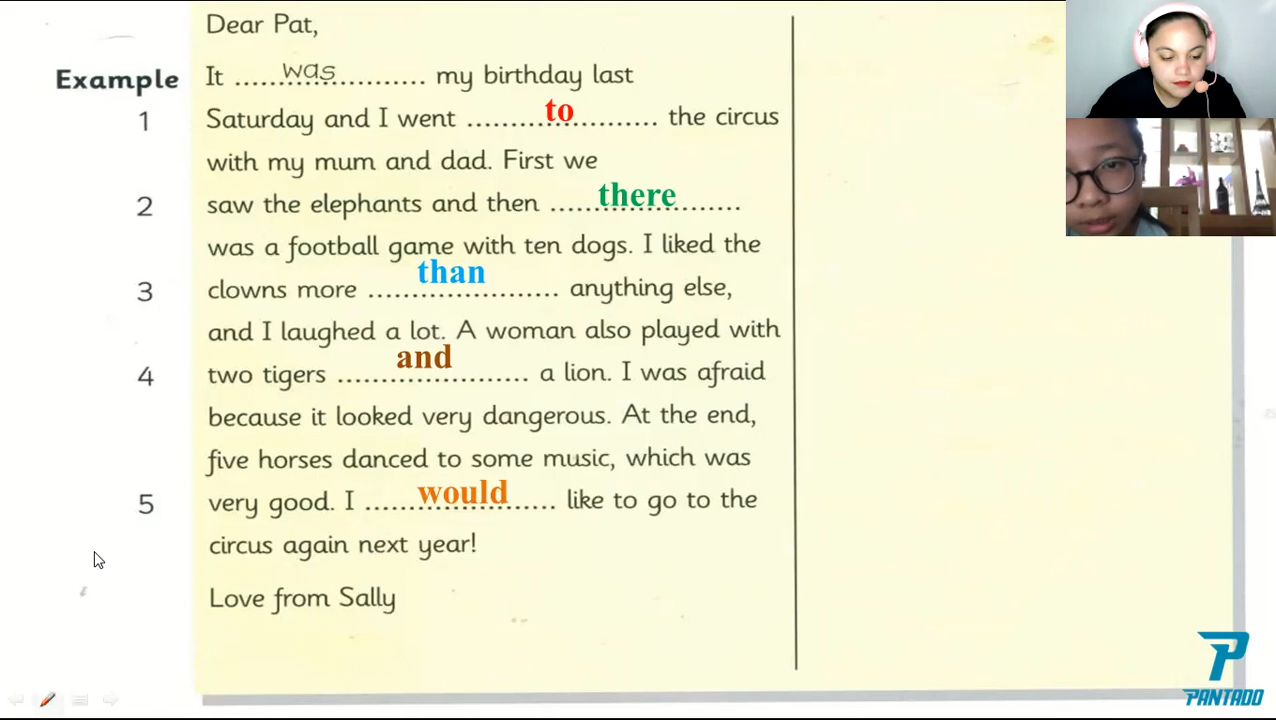 Dear Pat,
Example It ........was........ my birthday last
1 Saturday and I went ........to........ the circus
with my mum and dad. First we
2 saw the elephants and then ........there........
was a football game with ten dogs. I liked the
3 clowns more ........than........ anything else,
and I laughed a lot. A woman also played with
4 two tigers ........and........ a lion. I was afraid
because it looked very dangerous. At the end,
five horses danced to some music, which was
5 very good. I ........would........ like to go to the
circus again next year!
Love from Sally
PANTADO